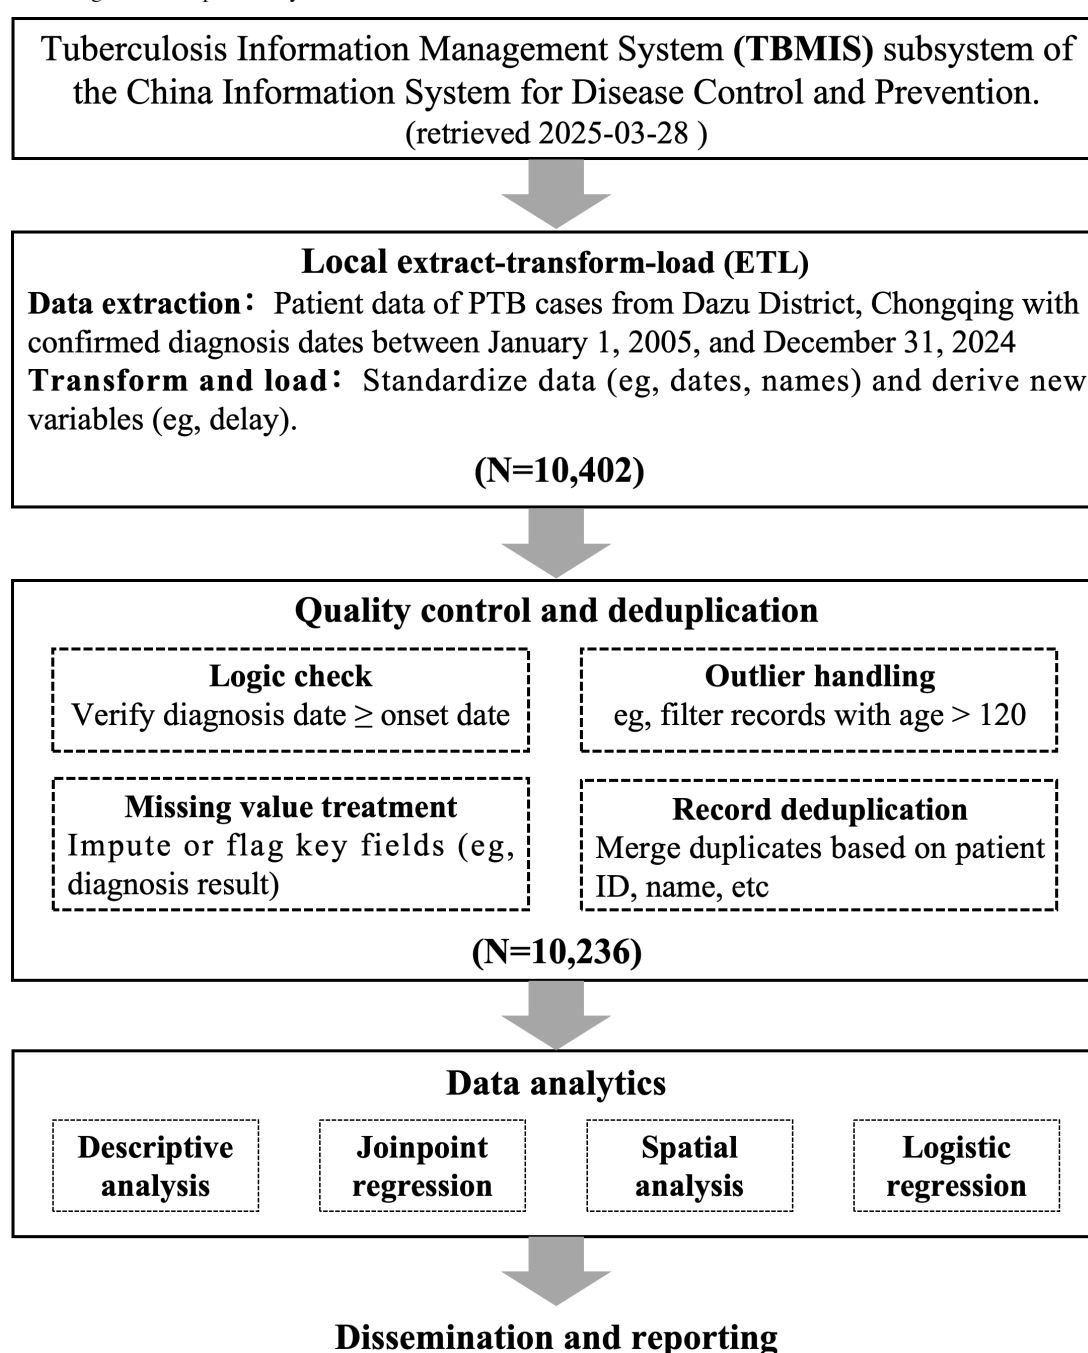 Tuberculosis Information Management System (TBMIS) subsystem of
the China Information System for Disease Control and Prevention.
(retrieved 2025-03-28 )
Local extract-transform-load (ETL)
Data extraction： Patient data of PTB cases from Dazu District, Chongqing with
confirmed diagnosis dates between January 1, 2005, and December 31, 2024
Transform and load： Standardize data (eg, dates, names) and derive new
variables (eg, delay).
(N=10,402)
Quality control and deduplication
Logic check
Verify diagnosis date ≥ onset date
Outlier handling
eg, filter records with age > 120
Missing value treatment
Impute or flag key fields (eg,
diagnosis result)
Record deduplication
Merge duplicates based on patient
ID, name, etc
(N=10,236)
Data analytics
Descriptive
analysis
Joinpoint
regression
Spatial
analysis
Logistic
regression
Dissemination and reporting